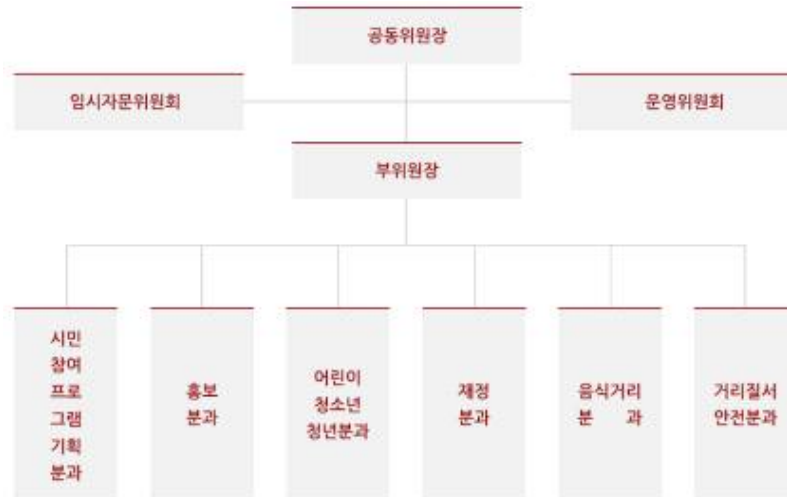 공동위원장
임시자문위원회
운영위원회
부위원장
시민
참여
프로
그램
기획
분과
홍보
분과
어린이
청소년
청년분과
재정
분과
음식거리
분 과
거리질서
안전분과